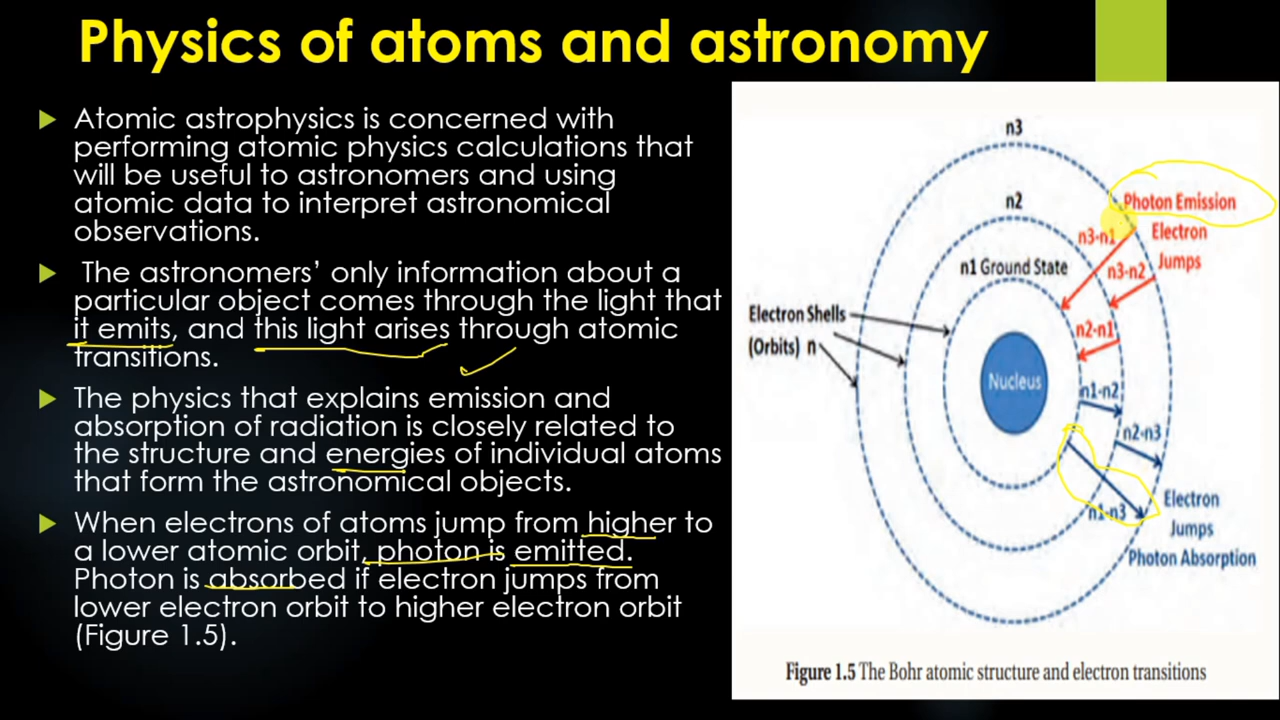 Physics of atoms and astronomy
Atomic astrophysics is concerned with
performing atomic physics calculations that
will be useful to astronomers and using
atomic data to interpret astronomical
observations.
The astronomers’ only information about a
particular object comes through the light that
it emits, and this light arises through atomic
transitions.
The physics that explains emission and
absorption of radiation is closely related to
the structure and energies of individual atoms
that form the astronomical objects.
When electrons of atoms jump from higher to
a lower atomic orbit, photon is emitted.
Photon is absorbed if electron jumps from
lower electron orbit to higher electron orbit
(Figure 1.5).
n3
n2
n1 Ground State
Photon Emission
Electron
Jumps
n3-n1
n3-n2
n2-n1
Electron Shells
(Orbits) n
Nucleus
n1-n2
n2-n3
n1-n3
Electron
Jumps
Photon Absorption
Figure 1.5 The Bohr atomic structure and electron transitions